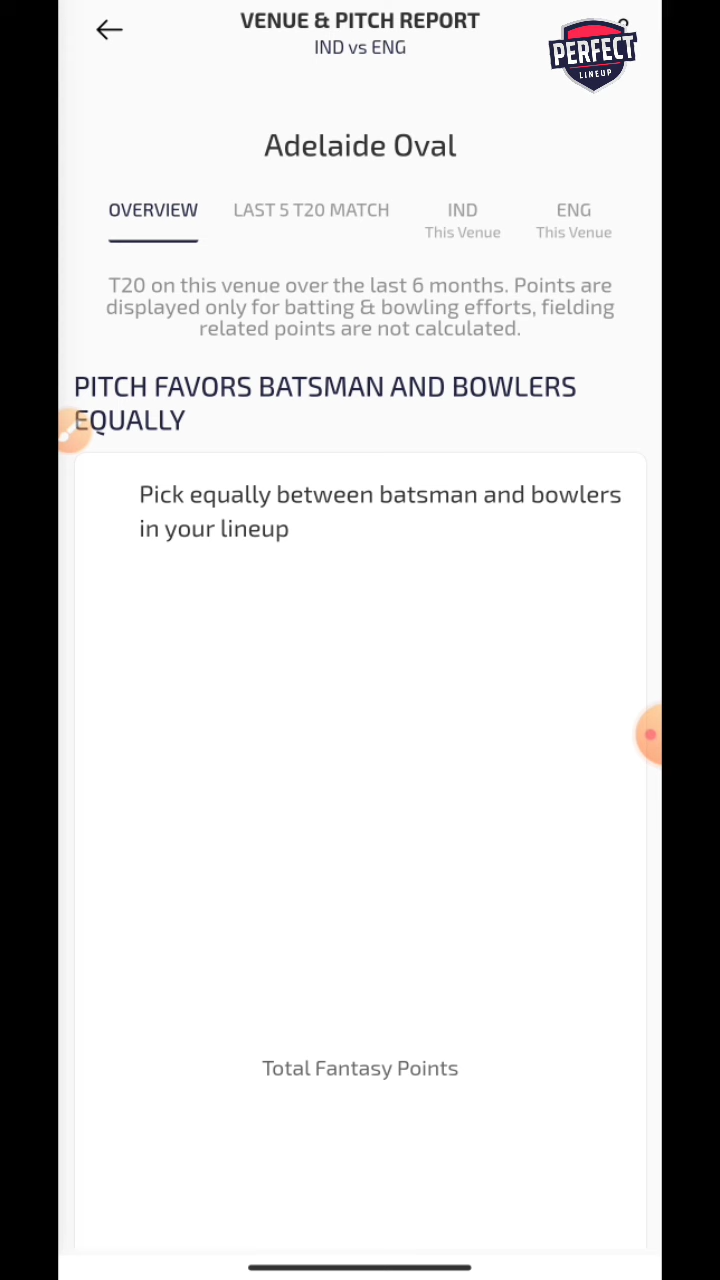 VENUE & PITCH REPORT
IND vs ENG
PERFECT
LINEUP
Adelaide Oval
OVERVIEW LAST 5 T20 MATCH IND ENG
This Venue This Venue
T20 on this venue over the last 6 months. Points are
displayed only for batting & bowling efforts, fielding
related points are not calculated.
PITCH FAVORS BATSMAN AND BOWLERS
EQUALLY
Pick equally between batsman and bowlers
in your lineup
Total Fantasy Points